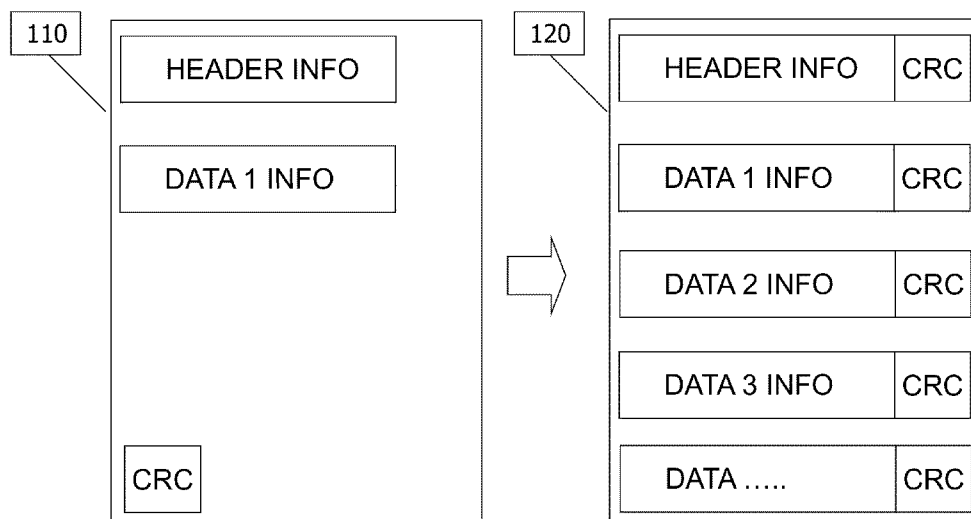 110
HEADER INFO
DATA 1 INFO
CRC
120
HEADER INFO CRC
DATA 1 INFO CRC
DATA 2 INFO CRC
DATA 3 INFO CRC
DATA ..... CRC